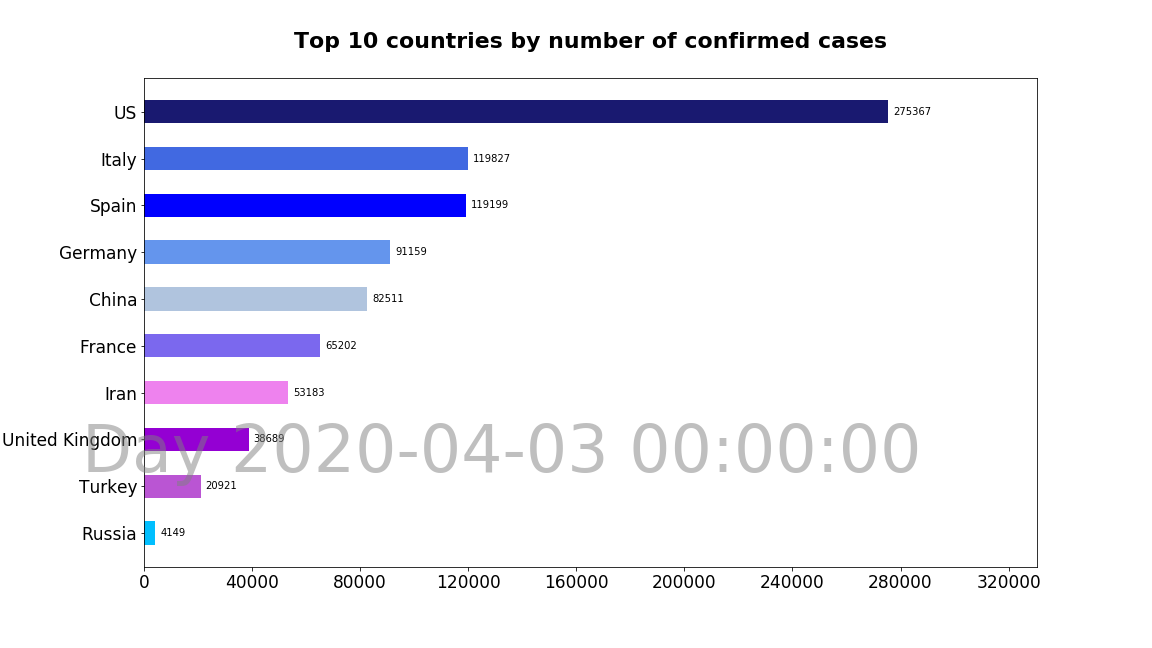 Top 10 countries by number of confirmed cases
US 275367
Italy 119827
Spain 119199
Germany 91159
China 82511
France 65202
Iran 53183
United Kingdom 38689
Day 2020-04-03 00:00:00
Turkey 20921
Russia 4149
0 40000 80000 120000 160000 200000 240000 280000 320000